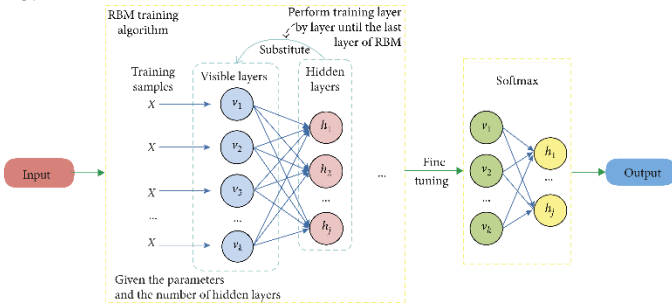 RBM training
algorithm
Perform training layer
by layer until the last
layer of RBM
Substitute
Training
samples
Visible layers
Hidden
layers
X
X
X
...
X
v1
v2
v3
...
vk
h1
h2
...
hj
...
Given the parameters
and the number of hidden layers
Input
Fine
tuning
Softmax
v1
v2
...
vk
h1
...
hj
Output